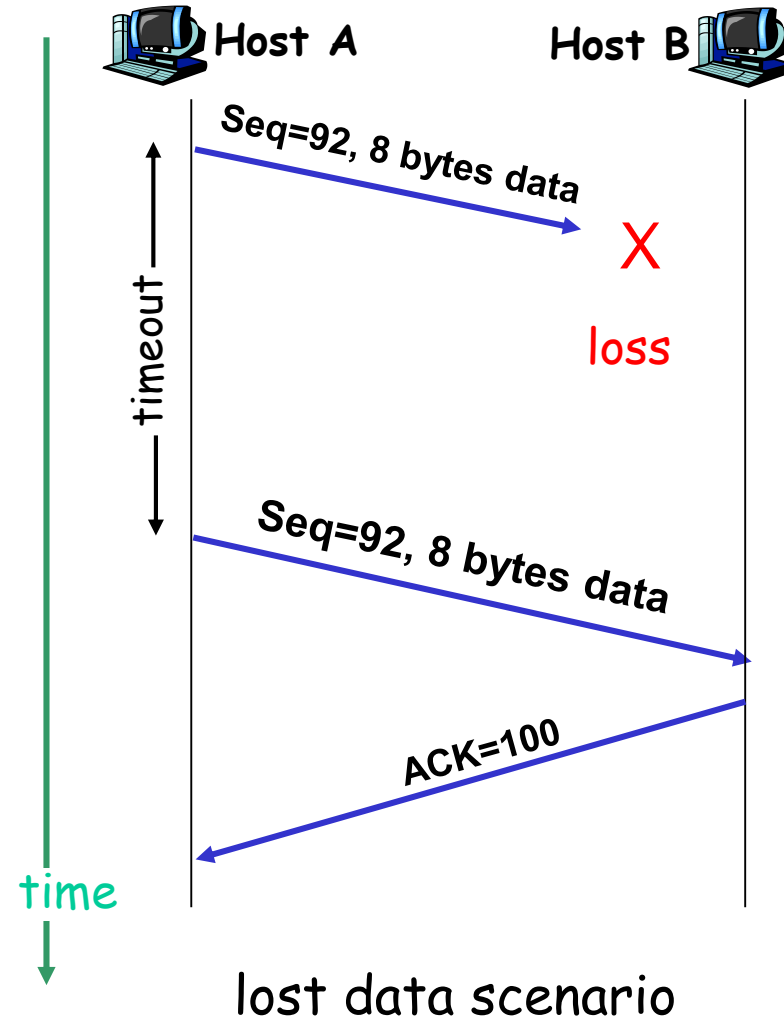 Host A
Host B
Seq=92, 8 bytes data
X
loss
timeout
Seq=92, 8 bytes data
ACK=100
time
lost data scenario